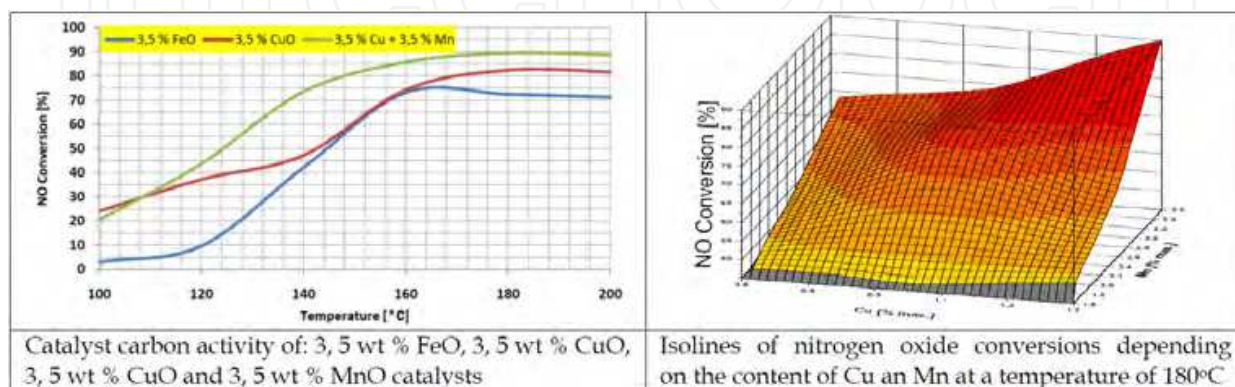 100
90
80
70
60
50
40
30
20
10
0
NO Conversion [%]
3,5 % FeO 3,5 % CuO 3,5 % Cu + 3,5 % Mn
100 120 140 160 180 200
Temperature [°C]
NO Conversion [%]
Cu [% mas.]
Catalyst carbon activity of: 3, 5 wt % FeO, 3, 5 wt % CuO,
3, 5 wt % CuO and 3, 5 wt % MnO catalysts
Isolines of nitrogen oxide conversions depending
on the content of Cu an Mn at a temperature of 180ºC